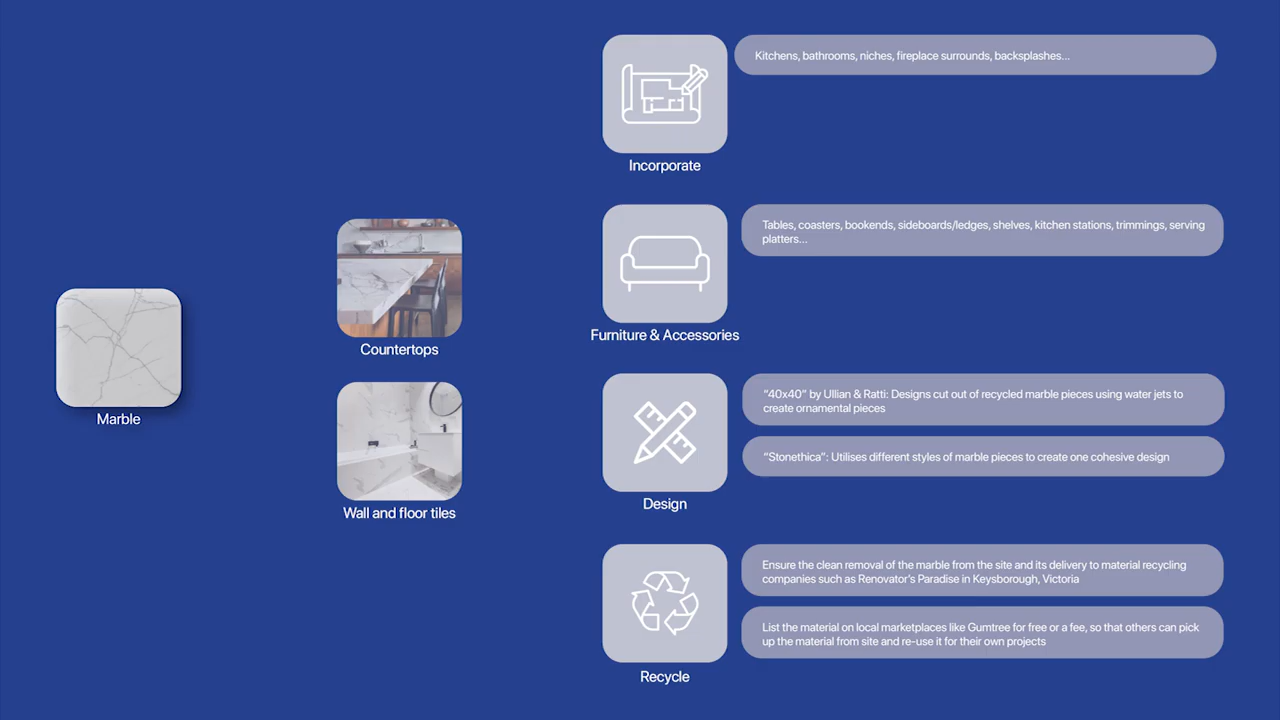 Kitchens, bathrooms, niches, fireplace surrounds, backsplashes...
Incorporate
Tables, coasters, bookends, sideboards/ledges, shelves, kitchen stations, trimmings, serving
platters...
Furniture & Accessories
Countertops
Marble
Wall and floor tiles
“40x40” by Ullian & Ratti: Designs cut out of recycled marble pieces using water jets to
create ornamental pieces
“Stonethica”: Utilises different styles of marble pieces to create one cohesive design
Design
Ensure the clean removal of the marble from the site and its delivery to material recycling
companies such as Renovator’s Paradise in Keysborough, Victoria
List the material on local marketplaces like Gumtree for free or a fee, so that others can pick
up the material from site and re-use it for their own projects
Recycle